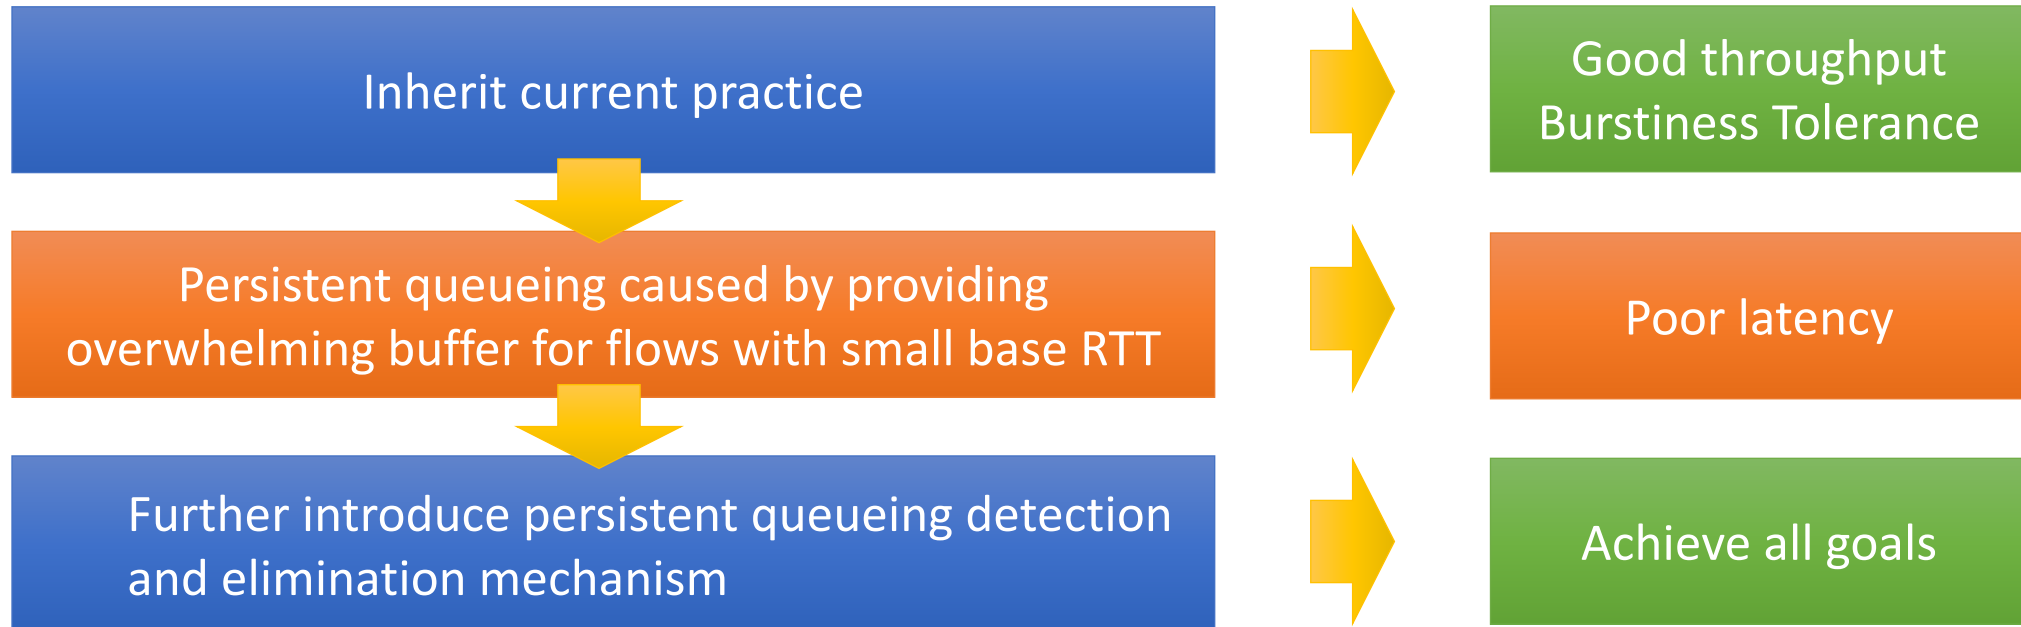 Inherit current practice
Good throughput
Burstiness Tolerance
Persistent queueing caused by providing
overwhelming buffer for flows with small base RTT
Poor latency
Further introduce persistent queueing detection
and elimination mechanism
Achieve all goals